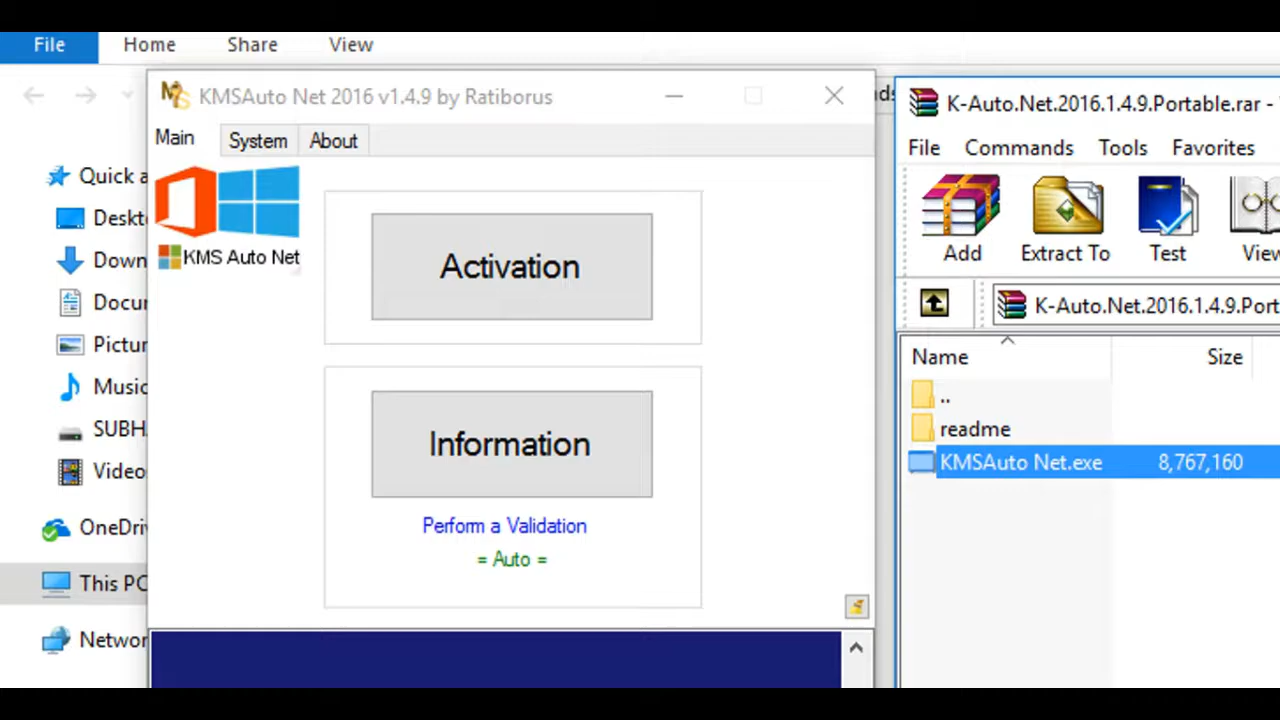 File Home Share View
KMSAuto Net 2016 v1.4.9 by Ratiborus
Main System About
KMS Auto Net
Activation
Information
Perform a Validation
= Auto =
Quick a
Deskto
Down
Docu
Pictur
Music
SUBH
Video
OneDriv
This PC
Networ
ds
K-Auto.Net.2016.1.4.9.Portable.rar -
File Commands Tools Favorites
Add Extract To Test View
K-Auto.Net.2016.1.4.9.Port
Name Size
..
readme
KMSAuto Net.exe 8,767,160